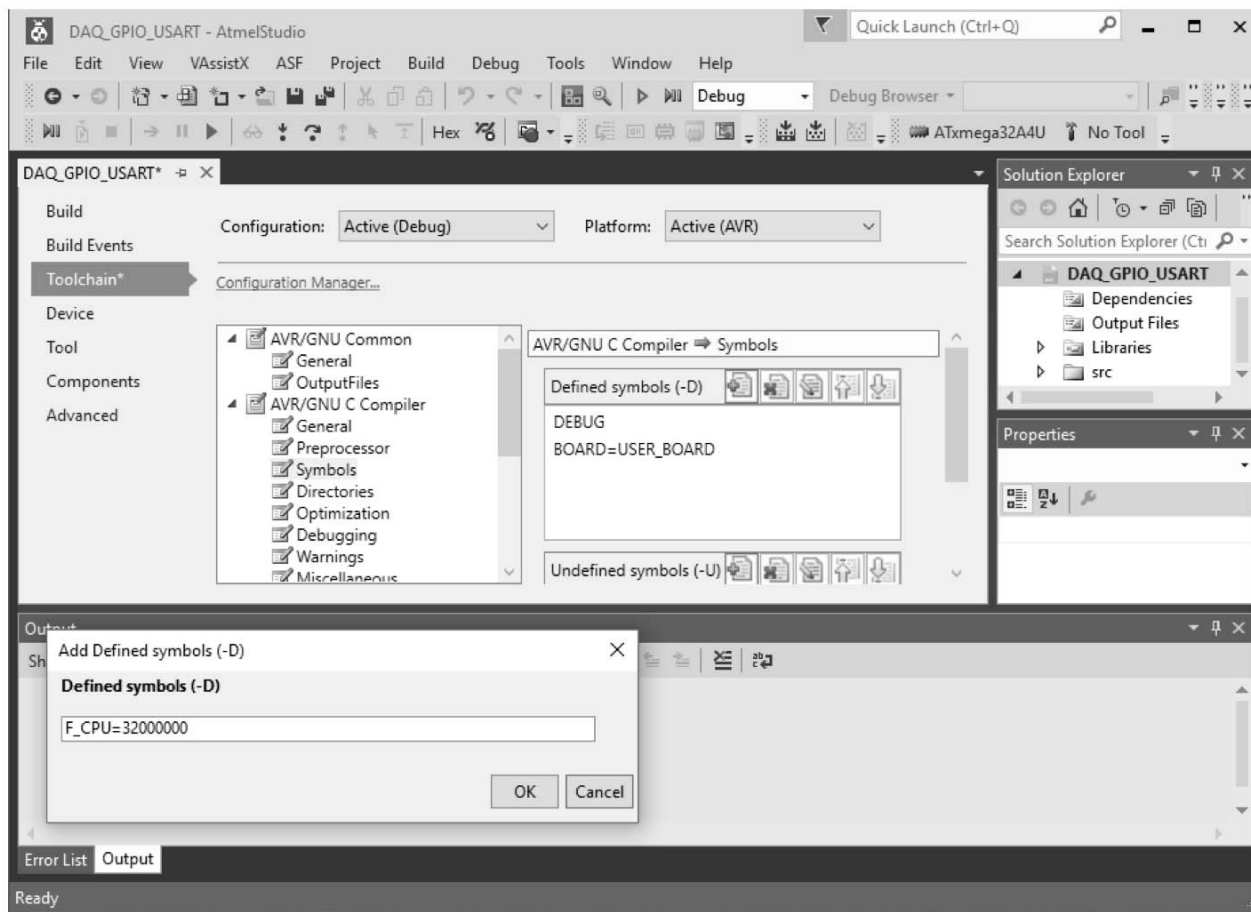 DAQ_GPIO_USART - AtmelStudio
Quick Launch (Ctrl+Q)
File Edit View VAssistX ASF Project Build Debug Tools Window Help
Debug Debug Browser
Hex ATxmega32A4U No Tool
DAQ_GPIO_USART*
Build
Build Events
Toolchain*
Device
Tool
Components
Advanced
Configuration: Active (Debug) Platform: Active (AVR)
Configuration Manager...
AVR/GNU Common
General
OutputFiles
AVR/GNU C Compiler
General
Preprocessor
Symbols
Directories
Optimization
Debugging
Warnings
Miscellaneous
AVR/GNU C Compiler ⇒ Symbols
Defined symbols (-D)
DEBUG
BOARD=USER_BOARD
Undefined symbols (-U)
Solution Explorer
Search Solution Explorer (Ctr
DAQ_GPIO_USART
Dependencies
Output Files
Libraries
src
Properties
Output
Sh
Add Defined symbols (-D)
Defined symbols (-D)
F_CPU=32000000
OK Cancel
Error List Output
Ready